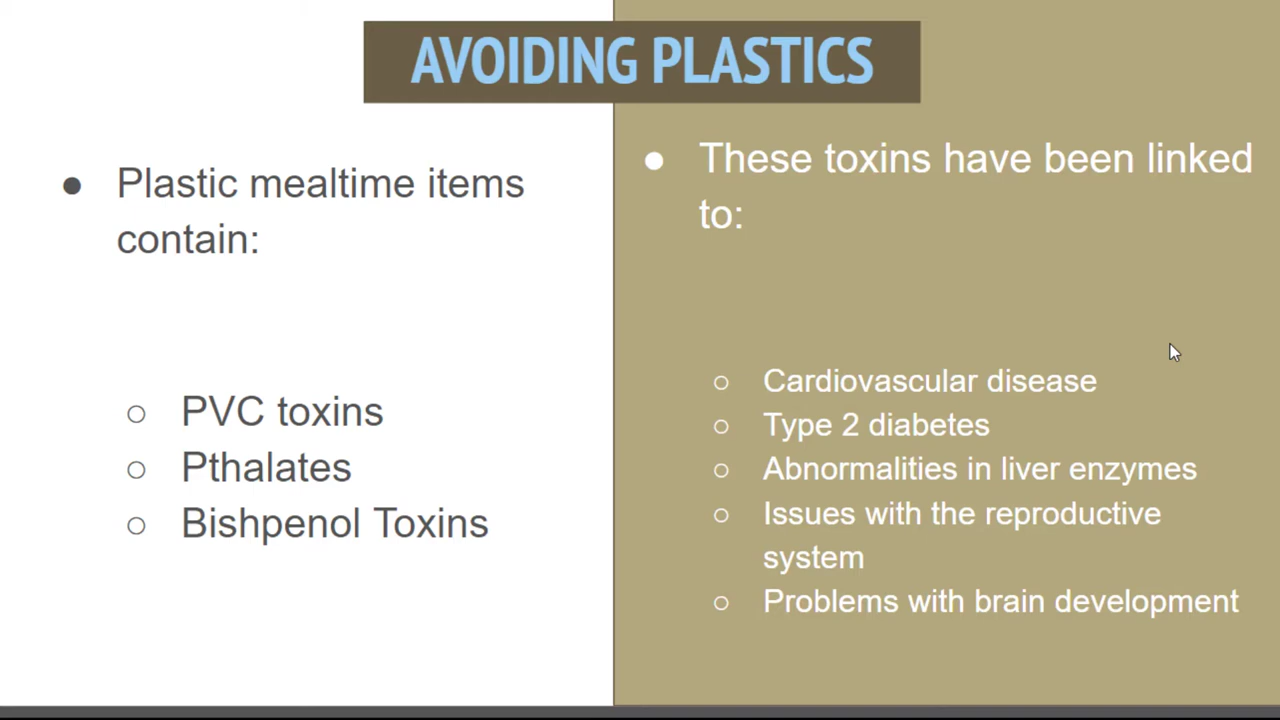 AVOIDING PLASTICS
● Plastic mealtime items
contain:
○ PVC toxins
○ Pthalates
○ Bishpenol Toxins
● These toxins have been linked
to:
○ Cardiovascular disease
○ Type 2 diabetes
○ Abnormalities in liver enzymes
○ Issues with the reproductive
system
○ Problems with brain development